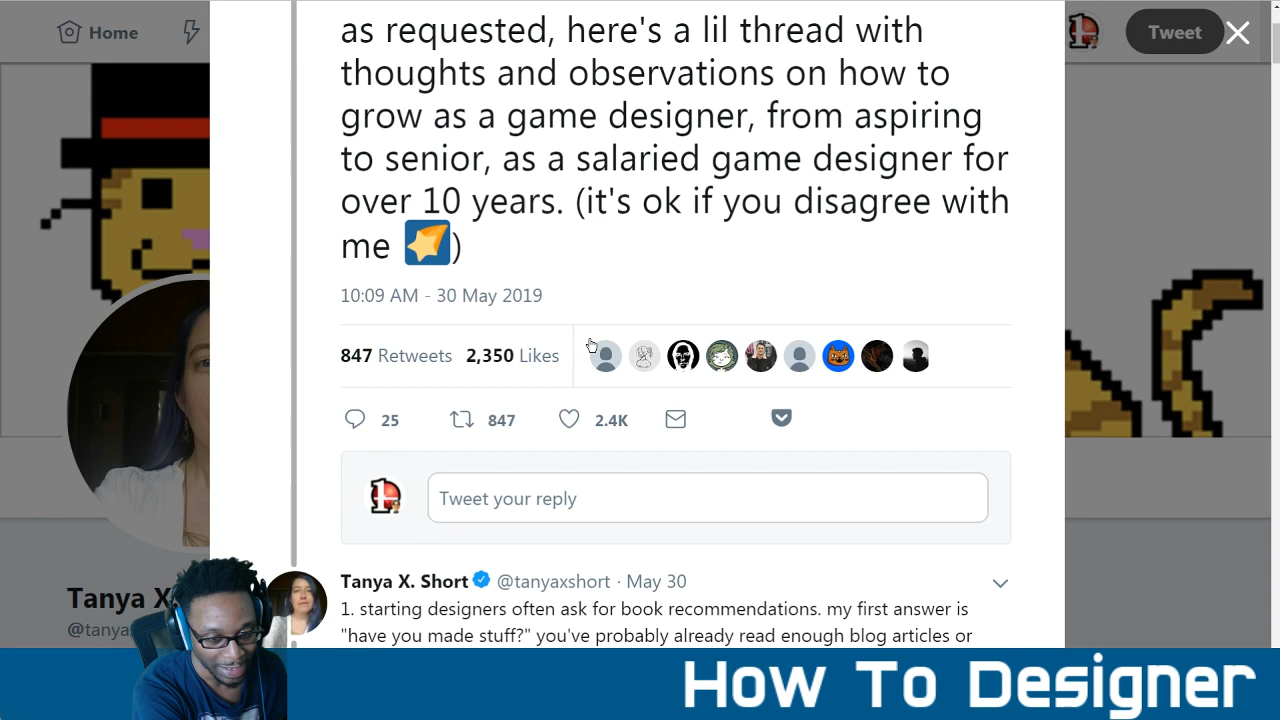 Home
Tweet
as requested, here's a lil thread with
thoughts and observations on how to
grow as a game designer, from aspiring
to senior, as a salaried game designer for
over 10 years. (it's ok if you disagree with
me )
10:09 AM - 30 May 2019
847 Retweets 2,350 Likes
25 847 2.4K
Tweet your reply
Tanya X
@tanya
Tanya X. Short @tanyaxshort · May 30
1. starting designers often ask for book recommendations. my first answer is
"have you made stuff?" you've probably already read enough blog articles or
How To Designer